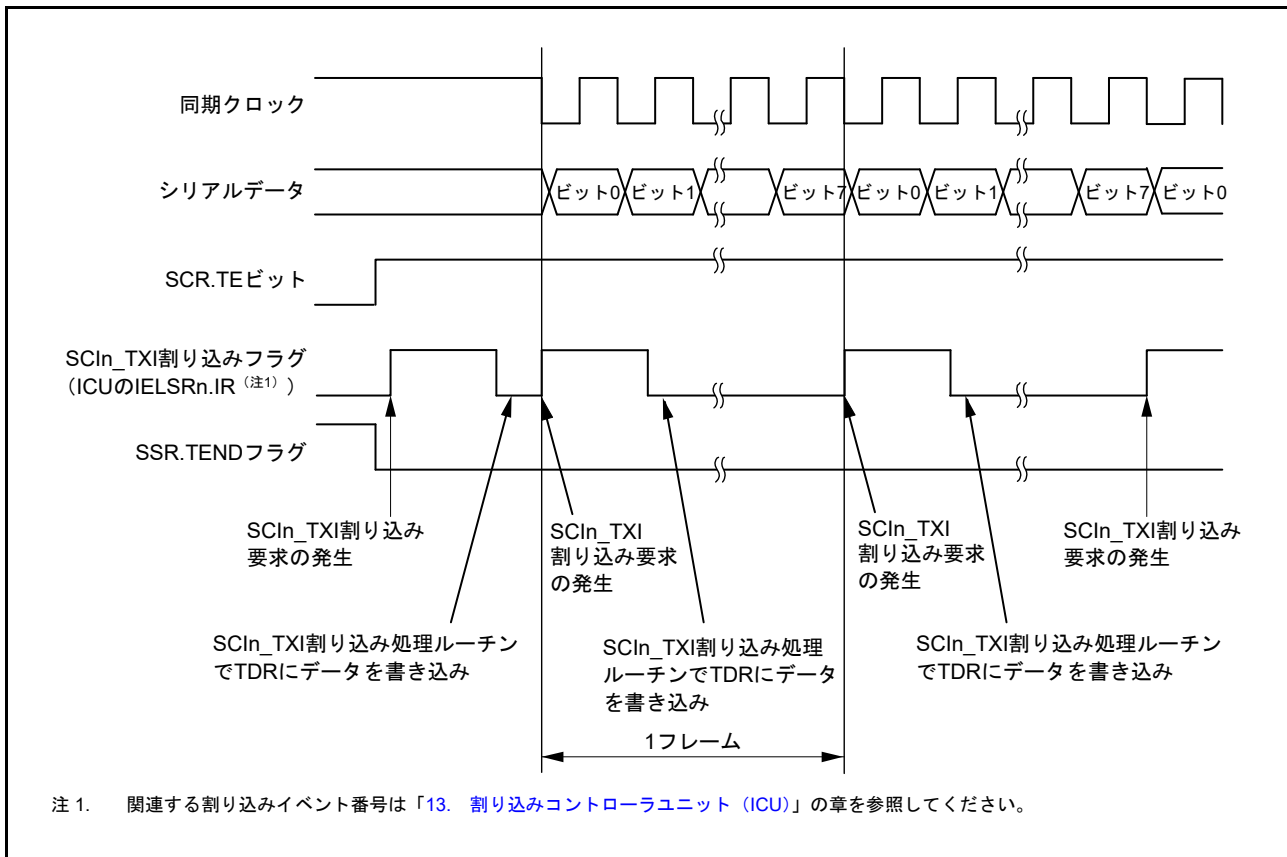 同期クロック
シリアルデータ
ビット0 ビット1 ビット7 ビット0 ビット1 ビット7 ビット0
SCR.TEビット
SCIn_TXI割り込みフラグ
（ICUのIELSRn.IR（注1））
SSR.TENDフラグ
SCIn_TXI割り込み
要求の発生
SCIn_TXI
割り込み要求
の発生
SCIn_TXI
割り込み要求
の発生
SCIn_TXI割り込み
要求の発生
SCIn_TXI割り込み処理ルーチン
でTDRにデータを書き込み
SCIn_TXI割り込み処理
ルーチンでTDRにデータ
を書き込み
SCIn_TXI割り込み処理ルーチン
でTDRにデータを書き込み
1フレーム
注 1. 関連する割り込みイベント番号は「13. 割り込みコントローラユニット（ICU）」の章を参照してください。